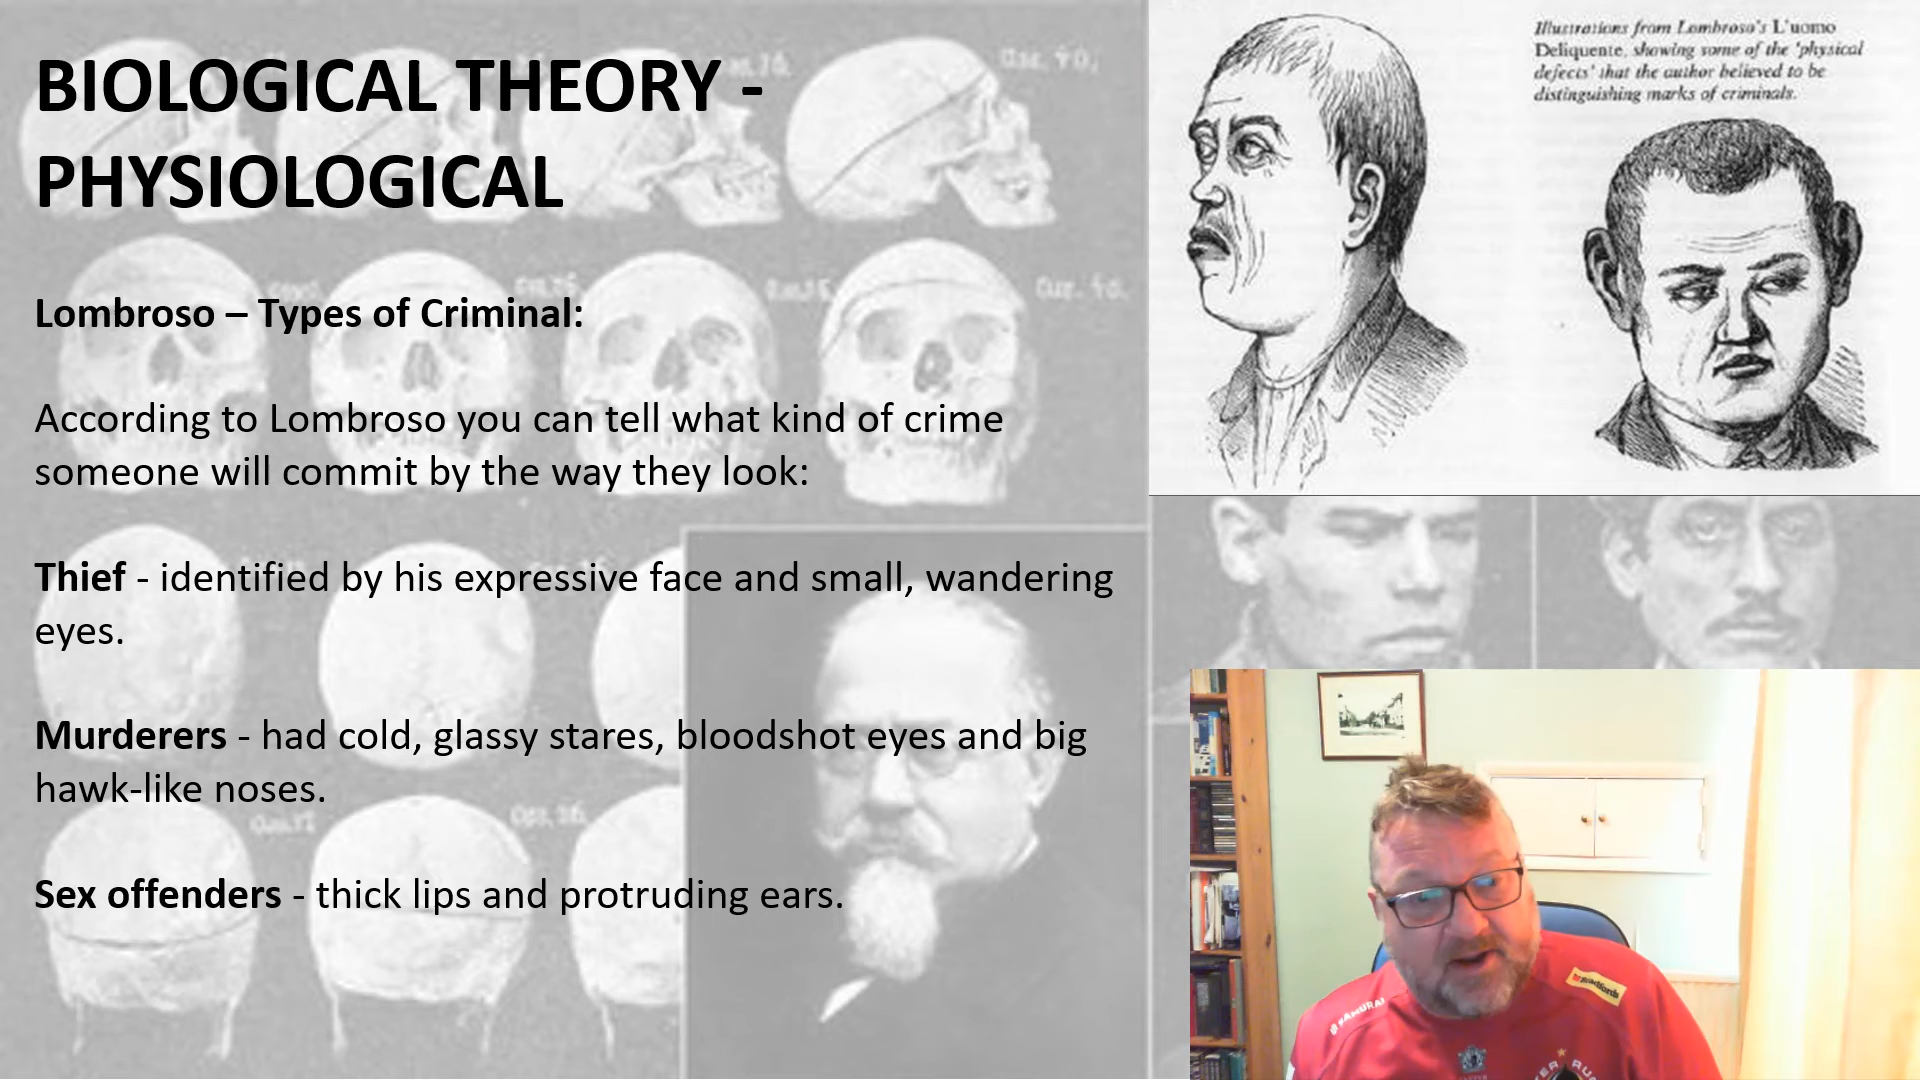 BIOLOGICAL THEORY -
PHYSIOLOGICAL
Lombroso – Types of Criminal:
According to Lombroso you can tell what kind of crime
someone will commit by the way they look:
Thief - identified by his expressive face and small, wandering
eyes.
Murderers - had cold, glassy stares, bloodshot eyes and big
hawk-like noses.
Sex offenders - thick lips and protruding ears.
Illustrations from Lombroso's L'uomo
Deliquente, showing some of the 'physical
defects' that the author believed to be
distinguishing marks of criminals.
SAMURAI
Bradfords